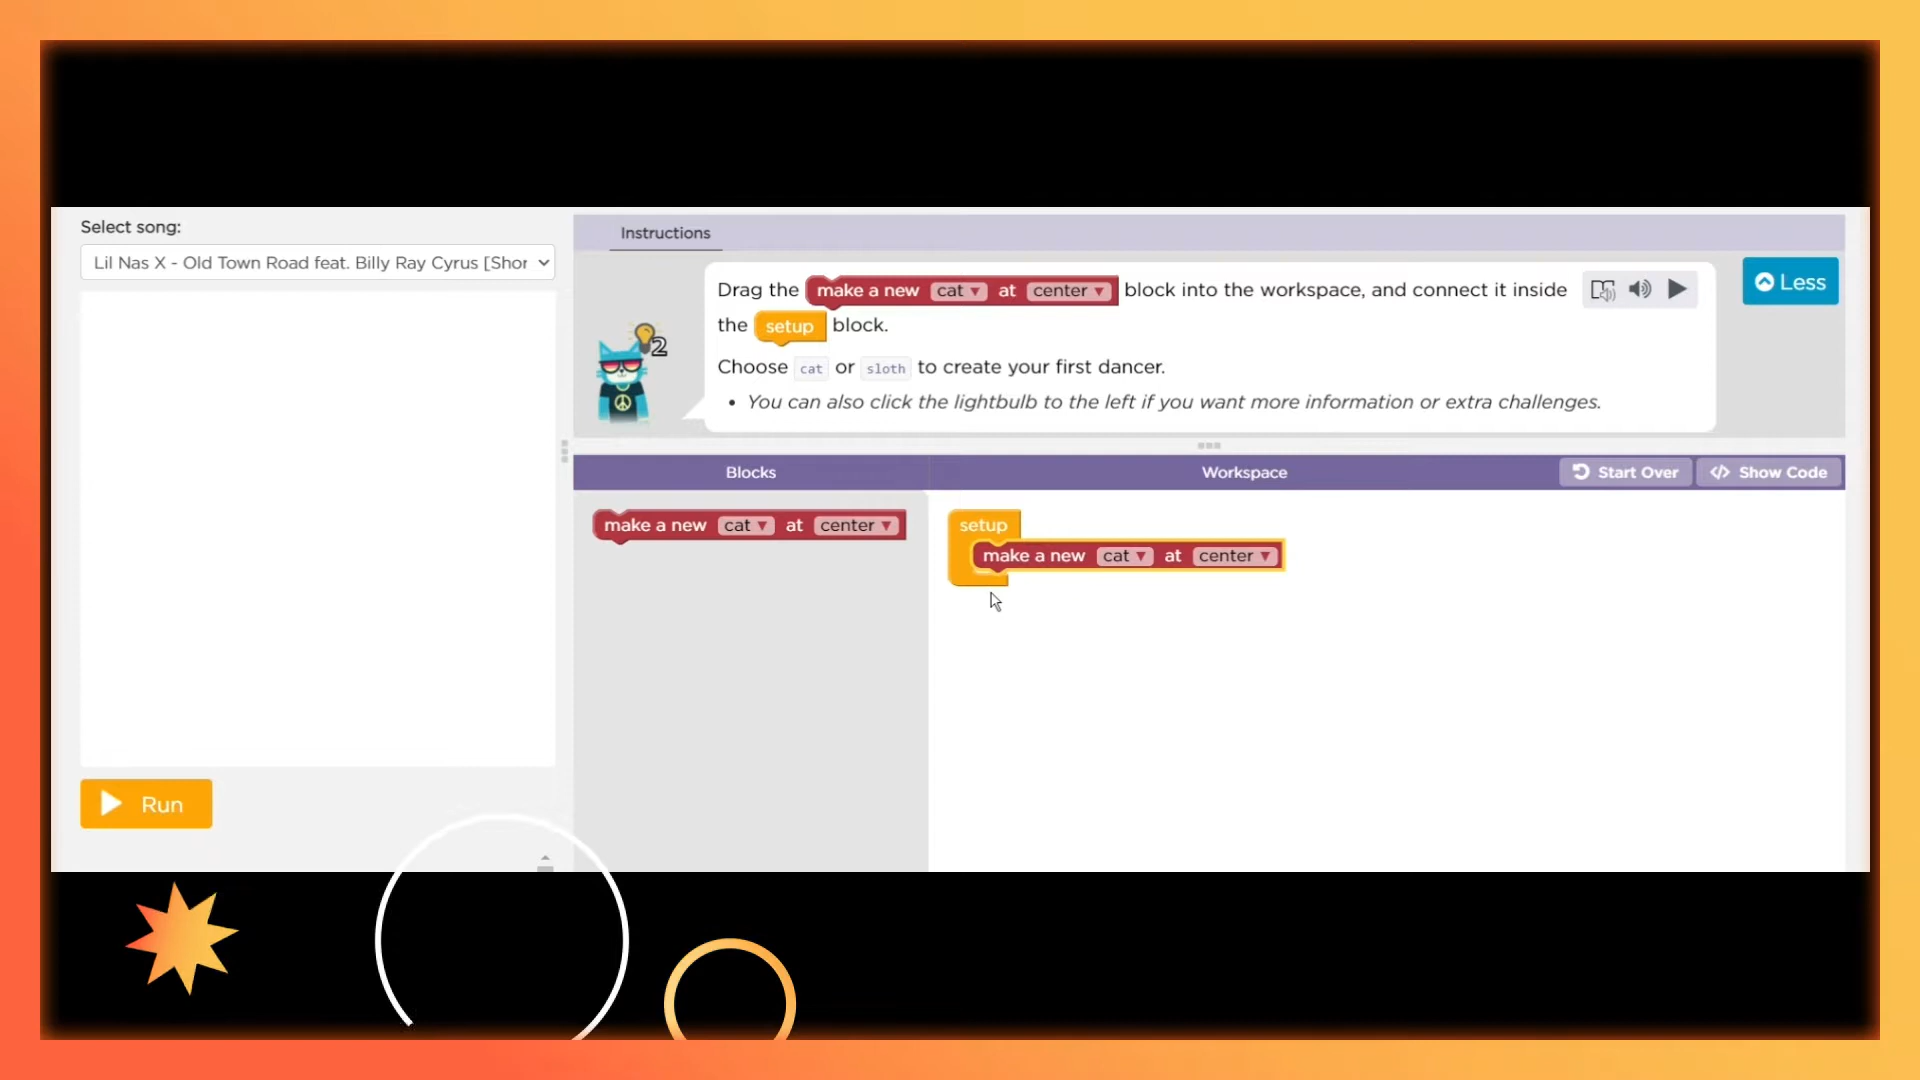 Select song:
Lil Nas X - Old Town Road feat. Billy Ray Cyrus [Shor
Run
Instructions
Drag the make a new cat at center block into the workspace, and connect it inside
the setup block.
Choose cat or sloth to create your first dancer.
• You can also click the lightbulb to the left if you want more information or extra challenges.
2
Less
Blocks
Workspace
Start Over
Show Code
make a new cat at center
setup
make a new cat at center